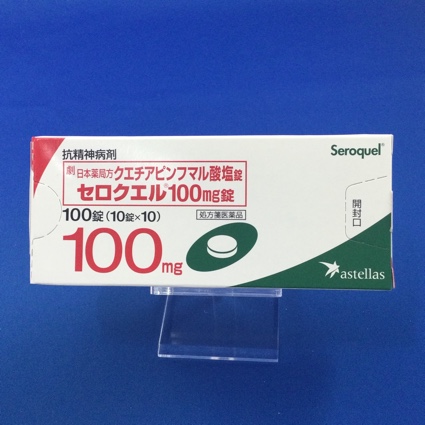 抗精神病剤
Seroquel®
劇 日本薬局方 クエチアピンフマル酸塩錠
セロクエル®100mg錠
100錠(10錠×10)
処方箋医薬品
開封口
100mg
astellas